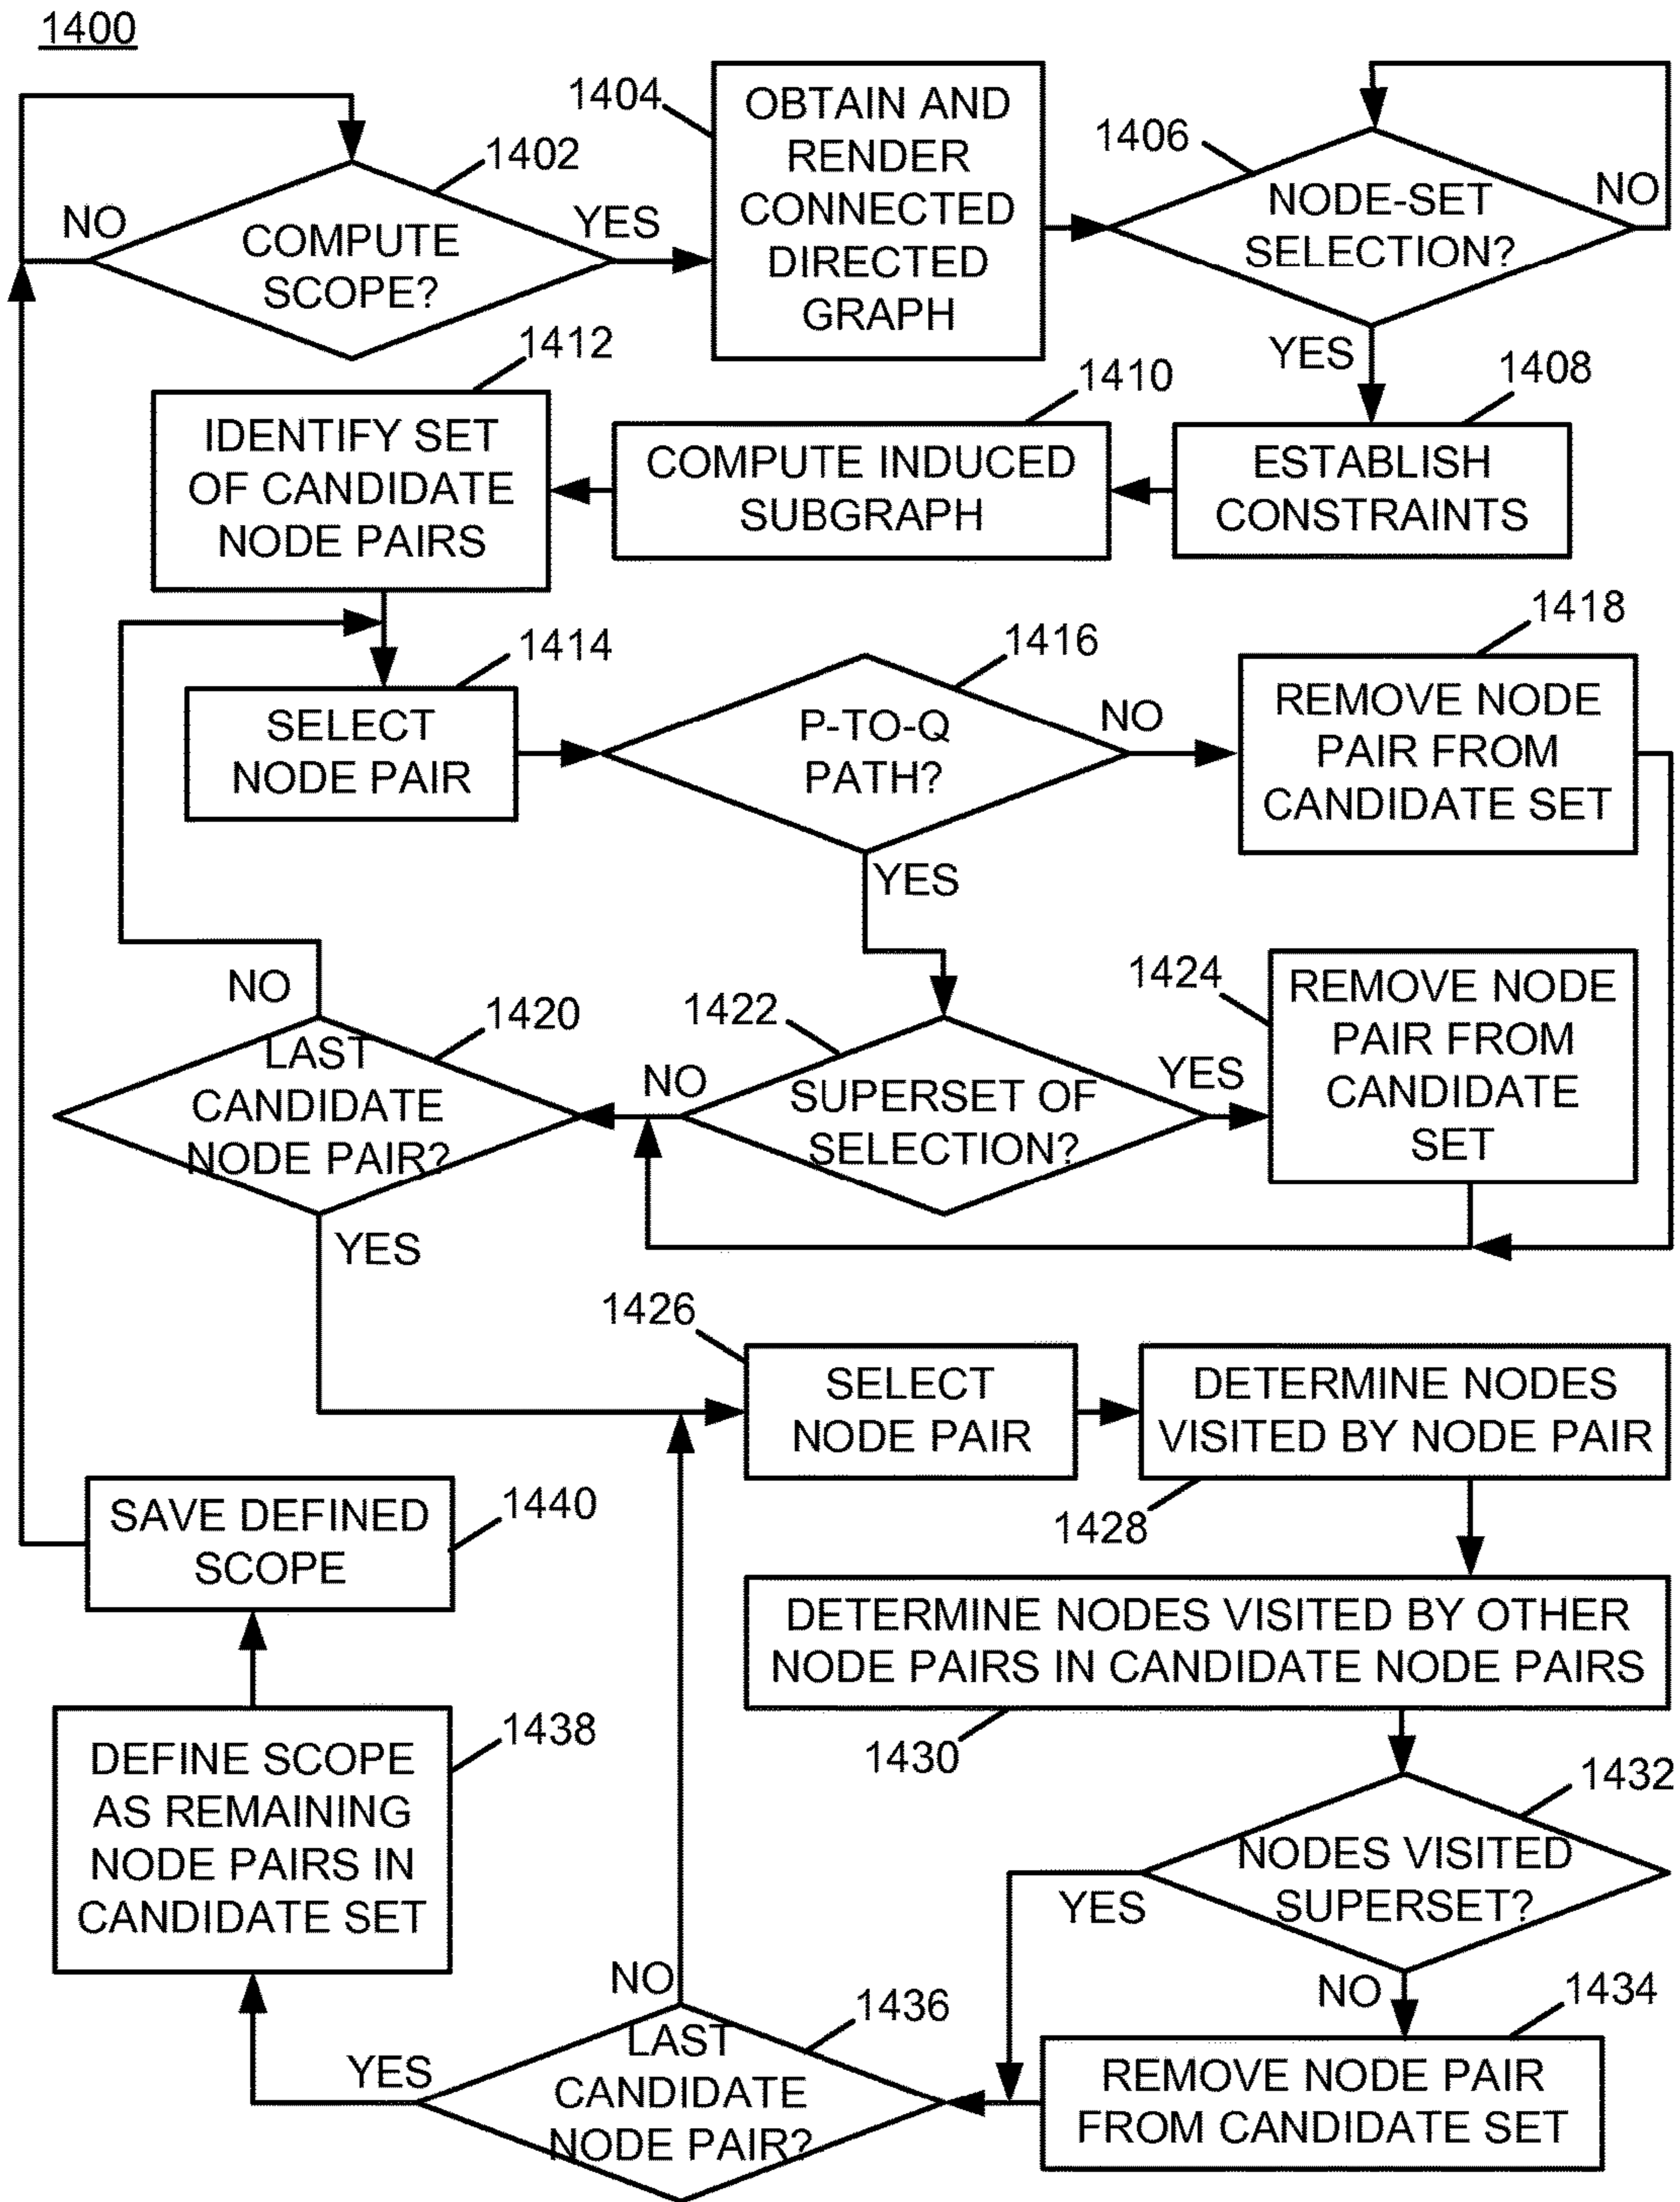 1400
1402
NO
COMPUTE
SCOPE?
YES
1404
OBTAIN AND
RENDER
CONNECTED
DIRECTED
GRAPH
1406
NODE-SET
SELECTION?
NO
YES
1408
ESTABLISH
CONSTRAINTS
1410
COMPUTE INDUCED
SUBGRAPH
1412
IDENTIFY SET
OF CANDIDATE
NODE PAIRS
1414
SELECT
NODE PAIR
1416
P-TO-Q
PATH?
NO
YES
1418
REMOVE NODE
PAIR FROM
CANDIDATE SET
NO
1420
LAST
CANDIDATE
NODE PAIR?
YES
1422
NO
SUPERSET OF
SELECTION?
YES
1424
REMOVE NODE
PAIR FROM
CANDIDATE
SET
1426
SELECT
NODE PAIR
DETERMINE NODES
VISITED BY NODE PAIR
1428
DETERMINE NODES VISITED BY OTHER
NODE PAIRS IN CANDIDATE NODE PAIRS
1430
1432
NODES VISITED
SUPERSET?
YES
NO
1434
REMOVE NODE PAIR
FROM CANDIDATE SET
NO
1436
LAST
CANDIDATE
NODE PAIR?
YES
1438
DEFINE SCOPE
AS REMAINING
NODE PAIRS IN
CANDIDATE SET
1440
SAVE DEFINED
SCOPE